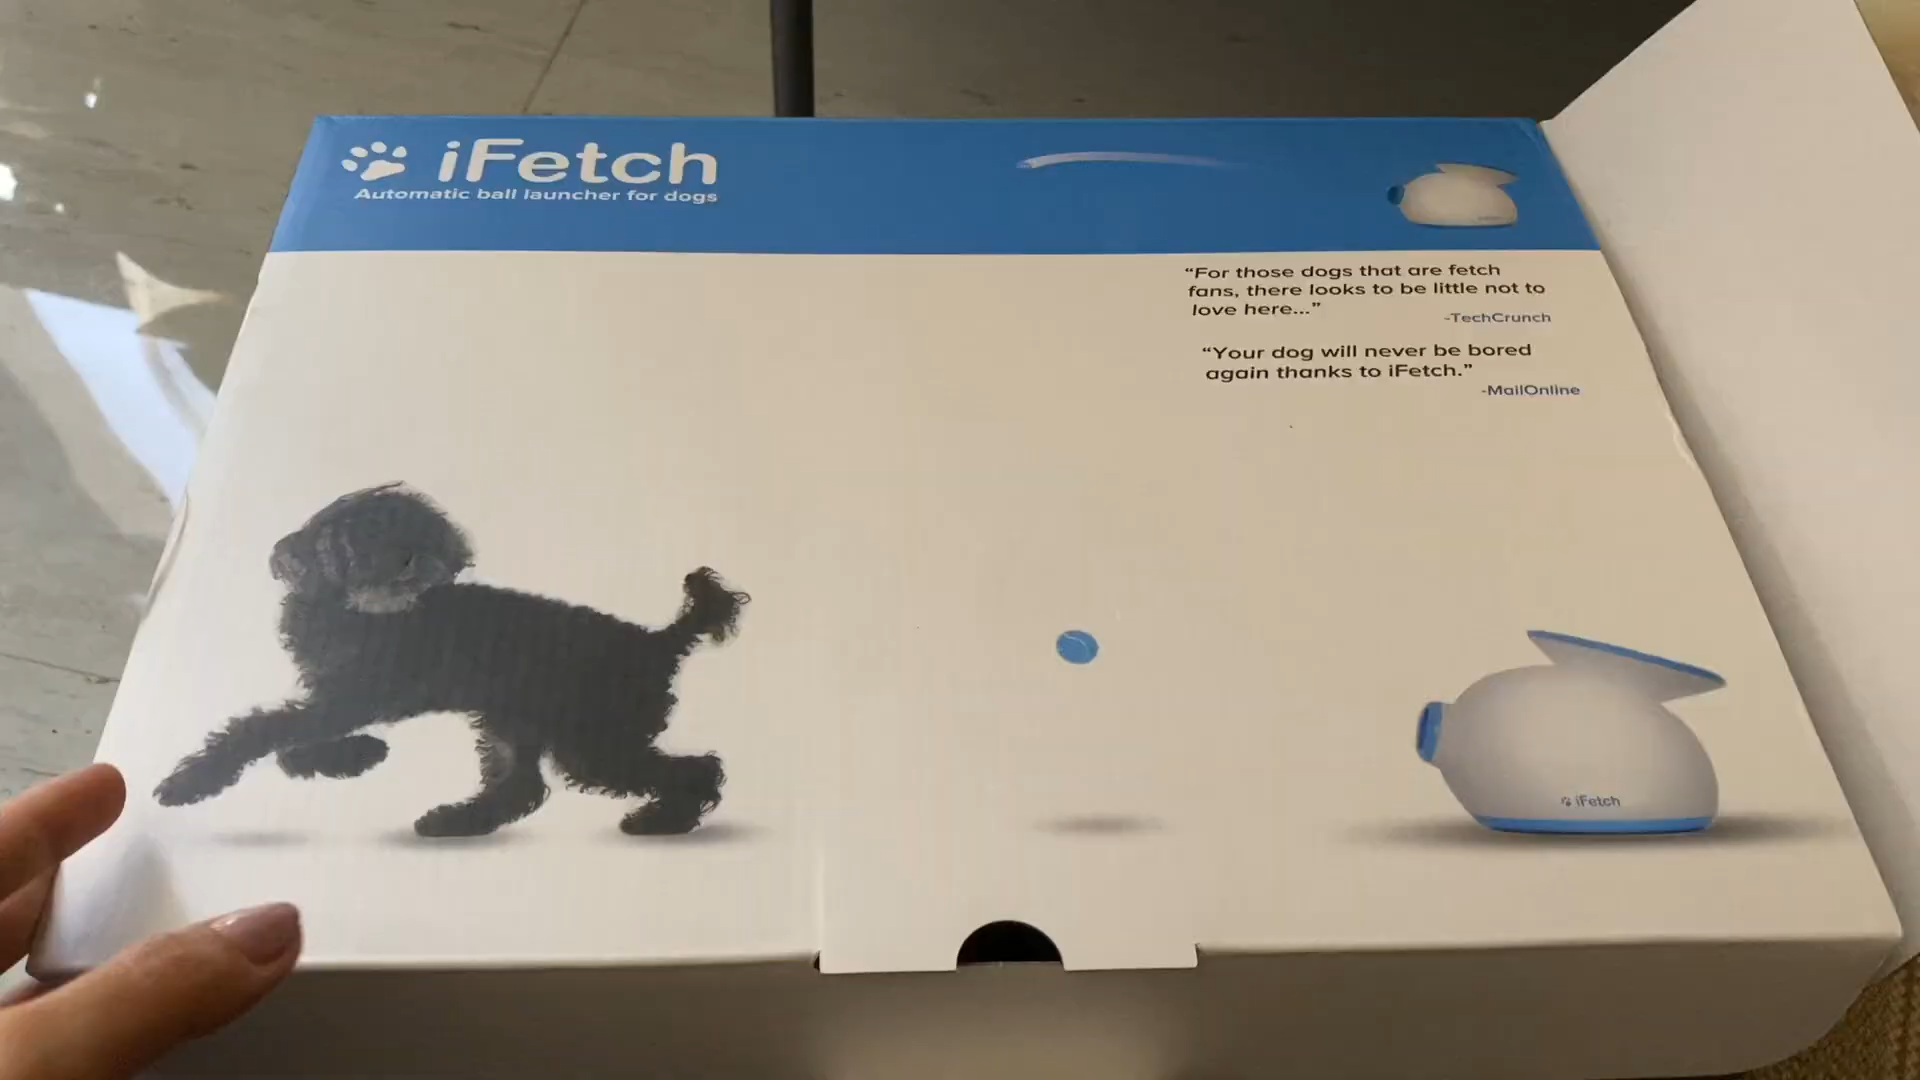 iFetch
Automatic ball launcher for dogs
“For those dogs that are fetch
fans, there looks to be little not to
love here...”
-TechCrunch
“Your dog will never be bored
again thanks to iFetch.”
-MailOnline
iFetch